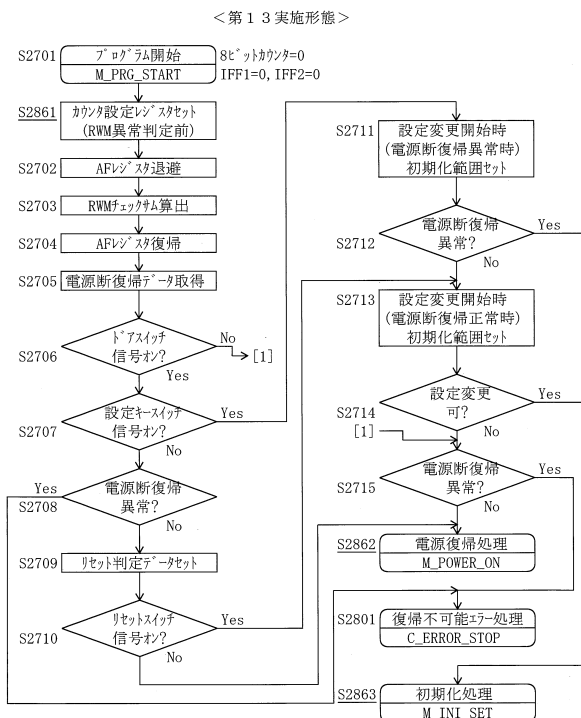 ＜第１３実施形態＞
S2701
プログラム開始
M_PRG_START
8ビットカウンタ=0
IFF1=0, IFF2=0
S2861
カウンタ設定レジスタセット
(RWM異常判定前)
S2702
AFレジスタ退避
S2703
RWMチェックサム算出
S2704
AFレジスタ復帰
S2705
電源断復帰データ取得
S2706
ドアスイッチ
信号オン?
No
[1]
Yes
S2707
設定キースイッチ
信号オン?
Yes
No
S2708
電源断復帰
異常?
Yes
No
S2709
リセット判定データセット
S2710
リセットスイッチ
信号オン?
Yes
No
S2711
設定変更開始時
(電源断復帰異常時)
初期化範囲セット
S2712
電源断復帰
異常?
Yes
No
S2713
設定変更開始時
(電源断復帰正常時)
初期化範囲セット
S2714
設定変更
可?
Yes
No
[1]
S2715
電源断復帰
異常?
Yes
No
S2862
電源復帰処理
M_POWER_ON
S2801
復帰不可能エラー処理
C_ERROR_STOP
S2863
初期化処理
M_INI_SET